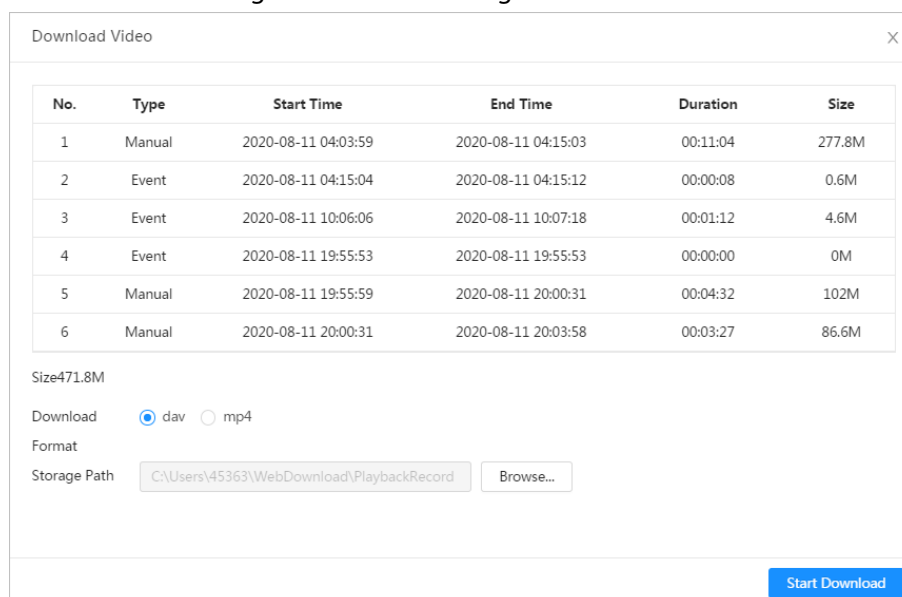 Download Video
No. Type Start Time End Time Duration Size
1 Manual 2020-08-11 04:03:59 2020-08-11 04:15:03 00:11:04 277.8M
2 Event 2020-08-11 04:15:04 2020-08-11 04:15:12 00:00:08 0.6M
3 Event 2020-08-11 10:06:06 2020-08-11 10:07:18 00:01:12 4.6M
4 Event 2020-08-11 19:55:53 2020-08-11 19:55:53 00:00:00 0M
5 Manual 2020-08-11 19:55:59 2020-08-11 20:00:31 00:04:32 102M
6 Manual 2020-08-11 20:00:31 2020-08-11 20:03:58 00:03:27 86.6M
Size471.8M
Download dav mp4
Format
Storage Path C:\Users\45363\WebDownload\PlaybackRecord Browse...
Start Download